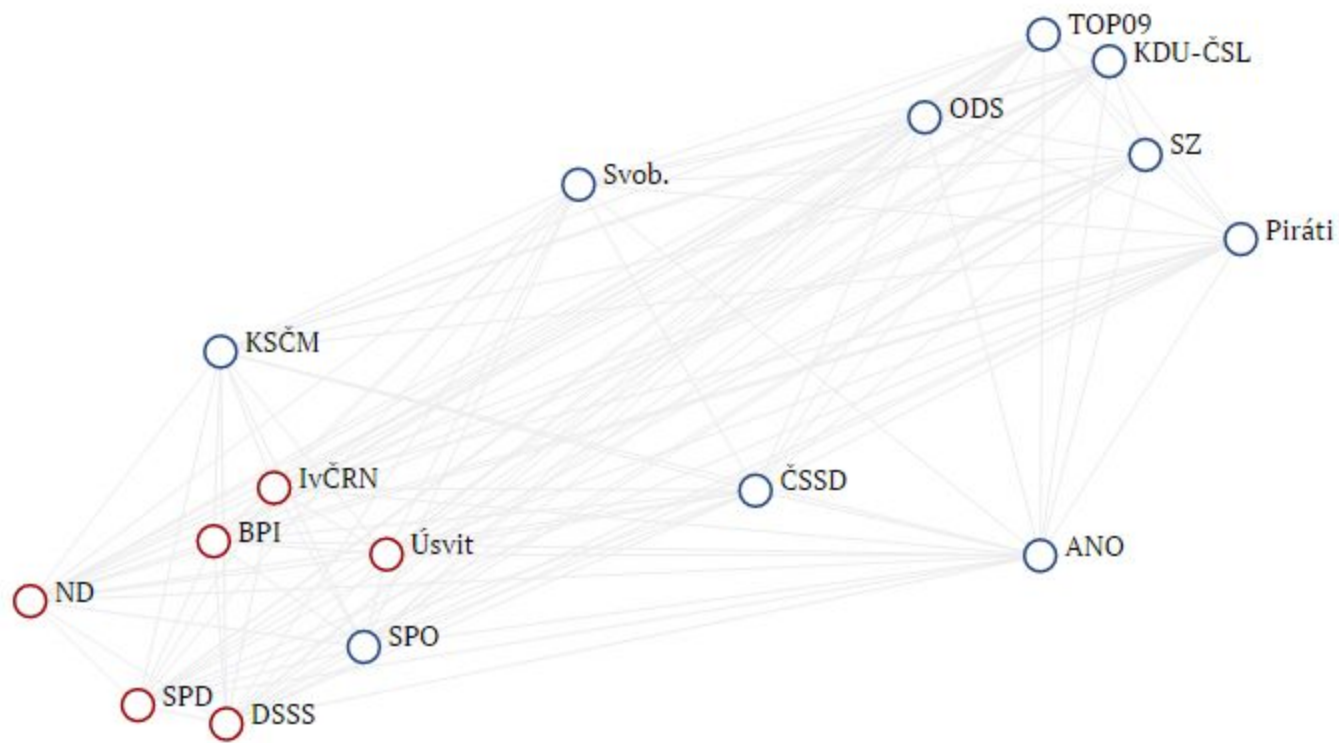 TOP09
KDU-ČSL
ODS
SZ
Svob.
Piráti
KSČM
IvČRN
ČSSD
BPI
Úsvit
ANO
ND
SPO
SPD
DSSS